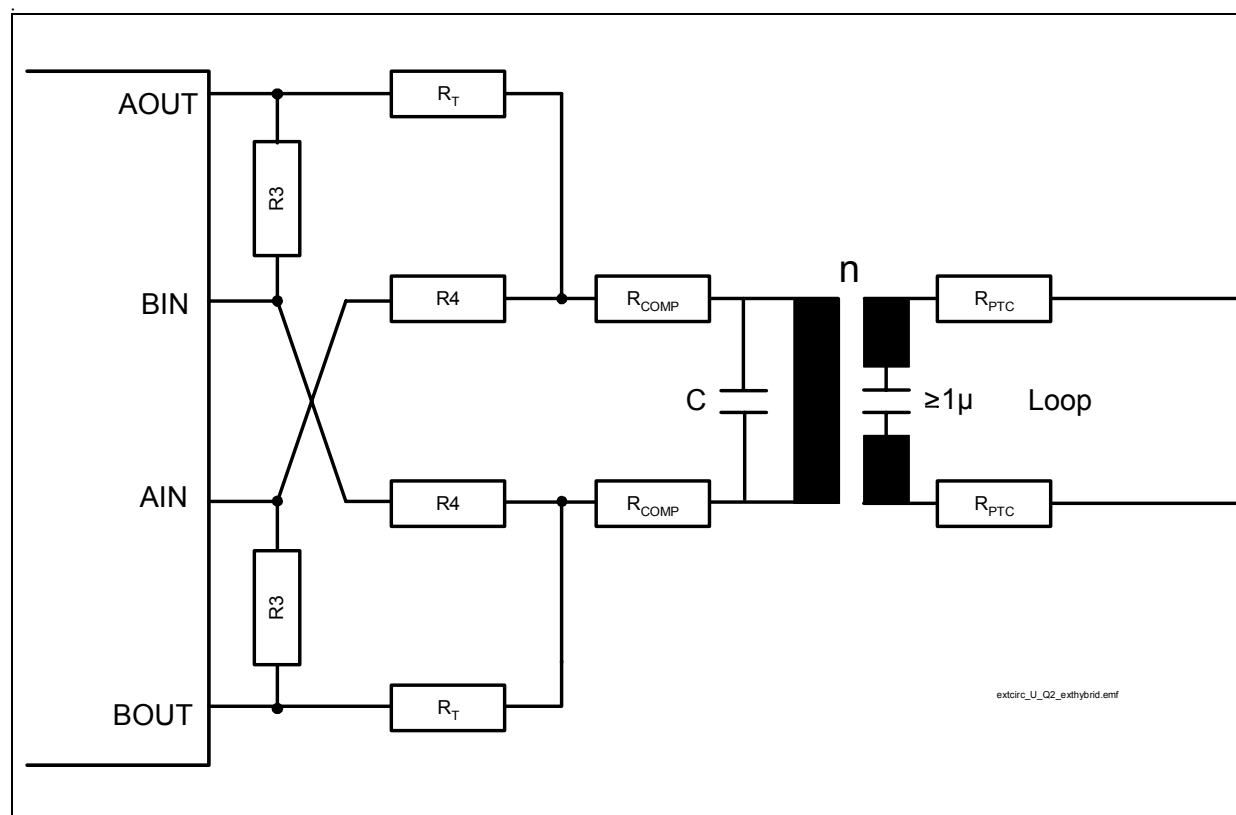 AOUT
R_T
R3
n
BIN
R4
R_COMP
R_PTC
C
≥1µ
Loop
AIN
R4
R_COMP
R_PTC
R3
BOUT
R_T
extcirc_U_Q2_exthybrid.emf